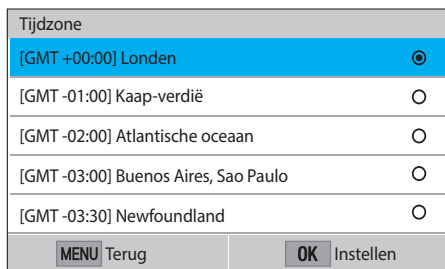 Tijdzone
[GMT +00:00] Londen
[GMT -01:00] Kaap-verdië
[GMT -02:00] Atlantische oceaan
[GMT -03:00] Buenos Aires, Sao Paulo
[GMT -03:30] Newfoundland
MENU Terug OK Instellen